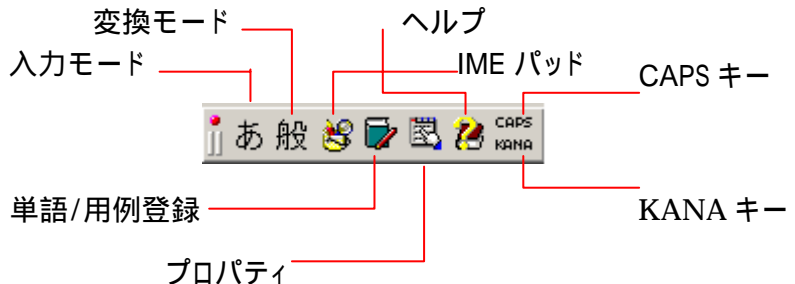 変換モード
ヘルプ
入力モード
IME パッド
CAPS キー
あ 般 CAPS
KANA
単語/用例登録
KANA キー
プロパティ